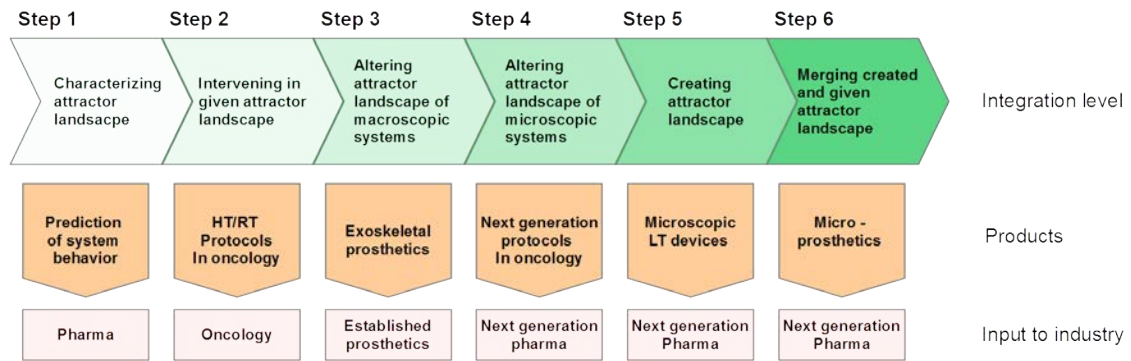 Step 1
Step 2
Step 3
Step 4
Step 5
Step 6
Characterizing
attractor
landsacpe
Intervening in
given attractor
landscape
Altering
attractor
landscape of
macroscopic
systems
Altering
attractor
landscape of
microscopic
systems
Creating
attractor
landscape
Merging created
and given
attractor
landscape
Integration level
Prediction
of system
behavior
HT/RT
Protocols
In oncology
Exoskeletal
prosthetics
Next generation
protocols
In oncology
Microscopic
LT devices
Micro -
prosthetics
Products
Pharma
Oncology
Established
prosthetics
Next generation
pharma
Next generation
Pharma
Next generation
Pharma
Input to industry